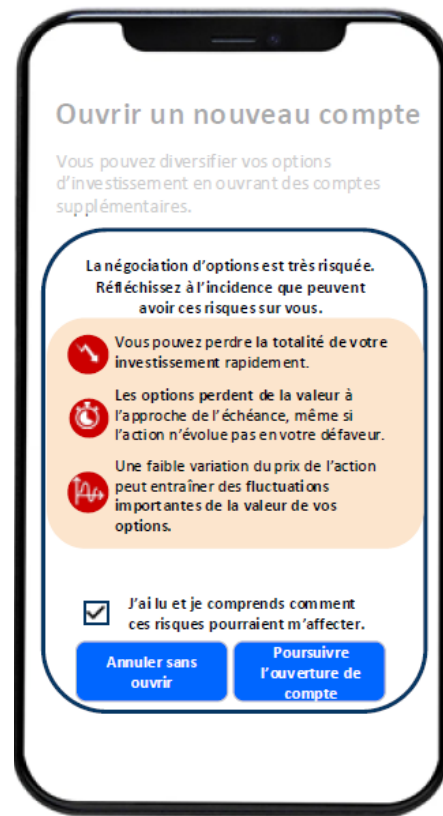 Ouvrir un nouveau compte
Vous pouvez diversifier vos options
d'investissement en ouvrant des comptes
supplémentaires.
La négociation d'options est très risquée.
Réfléchissez à l'incidence que peuvent
avoir ces risques sur vous.
Vous pouvez perdre la totalité de votre
investissement rapidement.
Les options perdent de la valeur à
l'approche de l'échéance, même si
l'action n'évolue pas en votre défaveur.
Une faible variation du prix de l'action
peut entraîner des fluctuations
importantes de la valeur de vos
options.
J'ai lu et je comprends comment
ces risques pourraient m'affecter.
Annuler sans
ouvrir
Poursuivre
l'ouverture de
compte